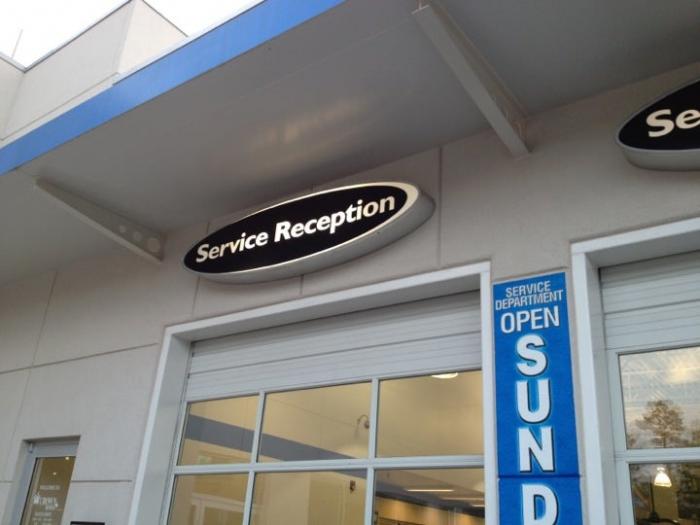 Service Reception
Se
SERVICE
DEPARTMENT
OPEN
S
U
N
D